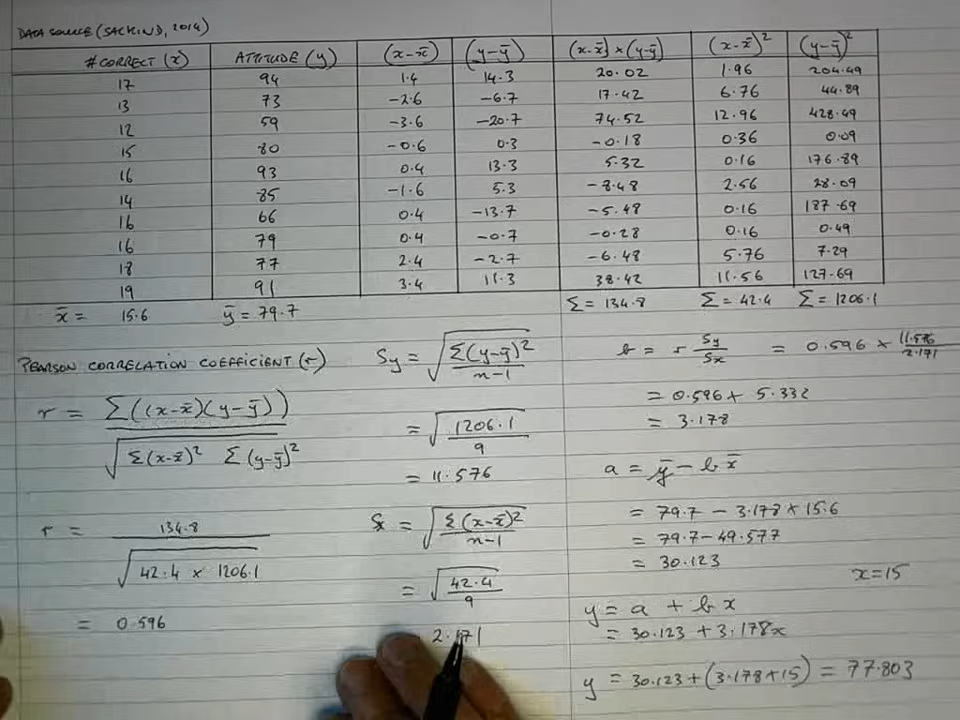 DATA SOURCE (SACKIND, 2014)
#CORRECT (x) ATTITUDE (y) (x-x̄) (y-ȳ) (x-x̄)×(y-ȳ) (x-x̄)² (y-ȳ)²
17 94 1.4 14.3 20.02 1.96 204.49
13 73 -2.6 -6.7 17.42 6.76 44.89
12 59 -3.6 -20.7 74.52 12.96 428.49
15 80 -0.6 0.3 -0.18 0.36 0.09
16 93 0.4 13.3 5.32 0.16 176.89
14 85 -1.6 5.3 -8.48 2.56 28.09
16 66 0.4 -13.7 -5.48 0.16 187.69
16 79 0.4 -0.7 -0.28 0.16 0.49
18 77 2.4 -2.7 -6.48 5.76 7.29
19 91 3.4 11.3 38.42 11.56 127.69
x̄ = 15.6 ȳ = 79.7 Σ = 134.8 Σ = 42.4 Σ = 1206.1
PEARSON CORRELATION COEFFICIENT (r)
r = Σ((x-x̄)(y-ȳ)) / √(Σ(x-x̄)² Σ(y-ȳ)²)
r = 134.8 / √(42.4 × 1206.1)
= 0.596
Sy = √(Σ(y-ȳ)² / n-1)
= √(1206.1 / 9)
= 11.576
Sx = √(Σ(x-x̄)² / n-1)
= √(42.4 / 9)
2.171
b = r Sy/Sx = 0.596 × 11.576/2.171
= 0.596 × 5.332
= 3.178
a = ȳ - b x̄
= 79.7 - 3.178 × 15.6
= 79.7 - 49.577
= 30.123
x = 15
y = a + b x
= 30.123 + 3.178x
y = 30.123 + (3.178 × 15) = 77.803